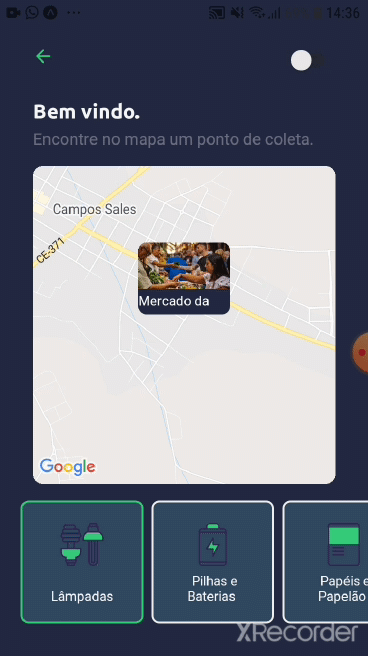 14:36
Bem vindo.
Encontre no mapa um ponto de coleta.
Campos Sales
CE-371
Mercado da
Google
Lâmpadas
Pilhas e
Baterias
Papéis e
Papelão
XRecorder